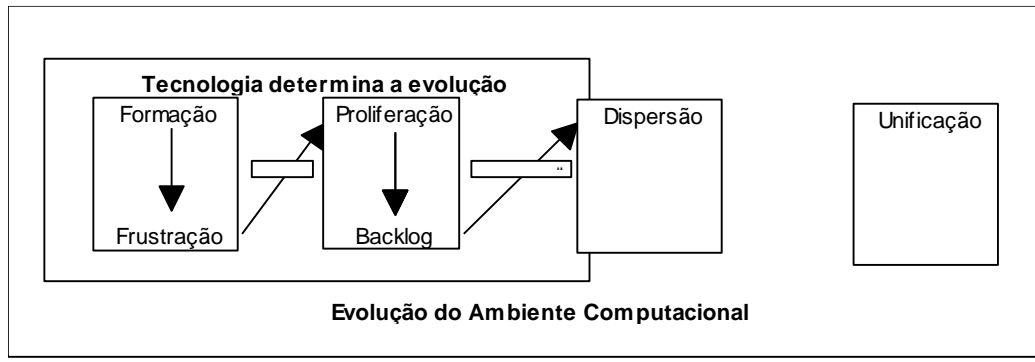 Tecnologia determina a evolução
Formação
Proliferação
Dispersão
Unificação
Frustração
Backlog
Evolução do Ambiente Computacional